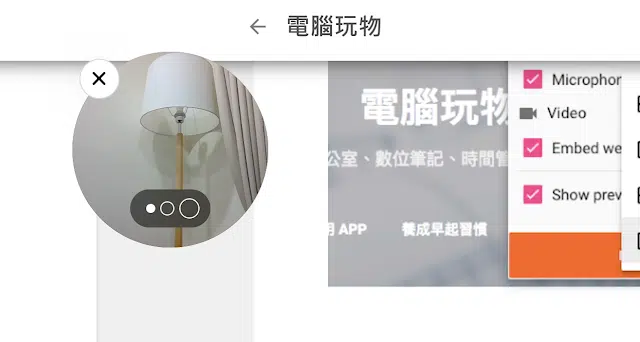 電腦玩物
電腦玩物
公室、數位筆記、時間管
用 APP 養成早起習慣
Microphon
Video
Embed we
Show prev